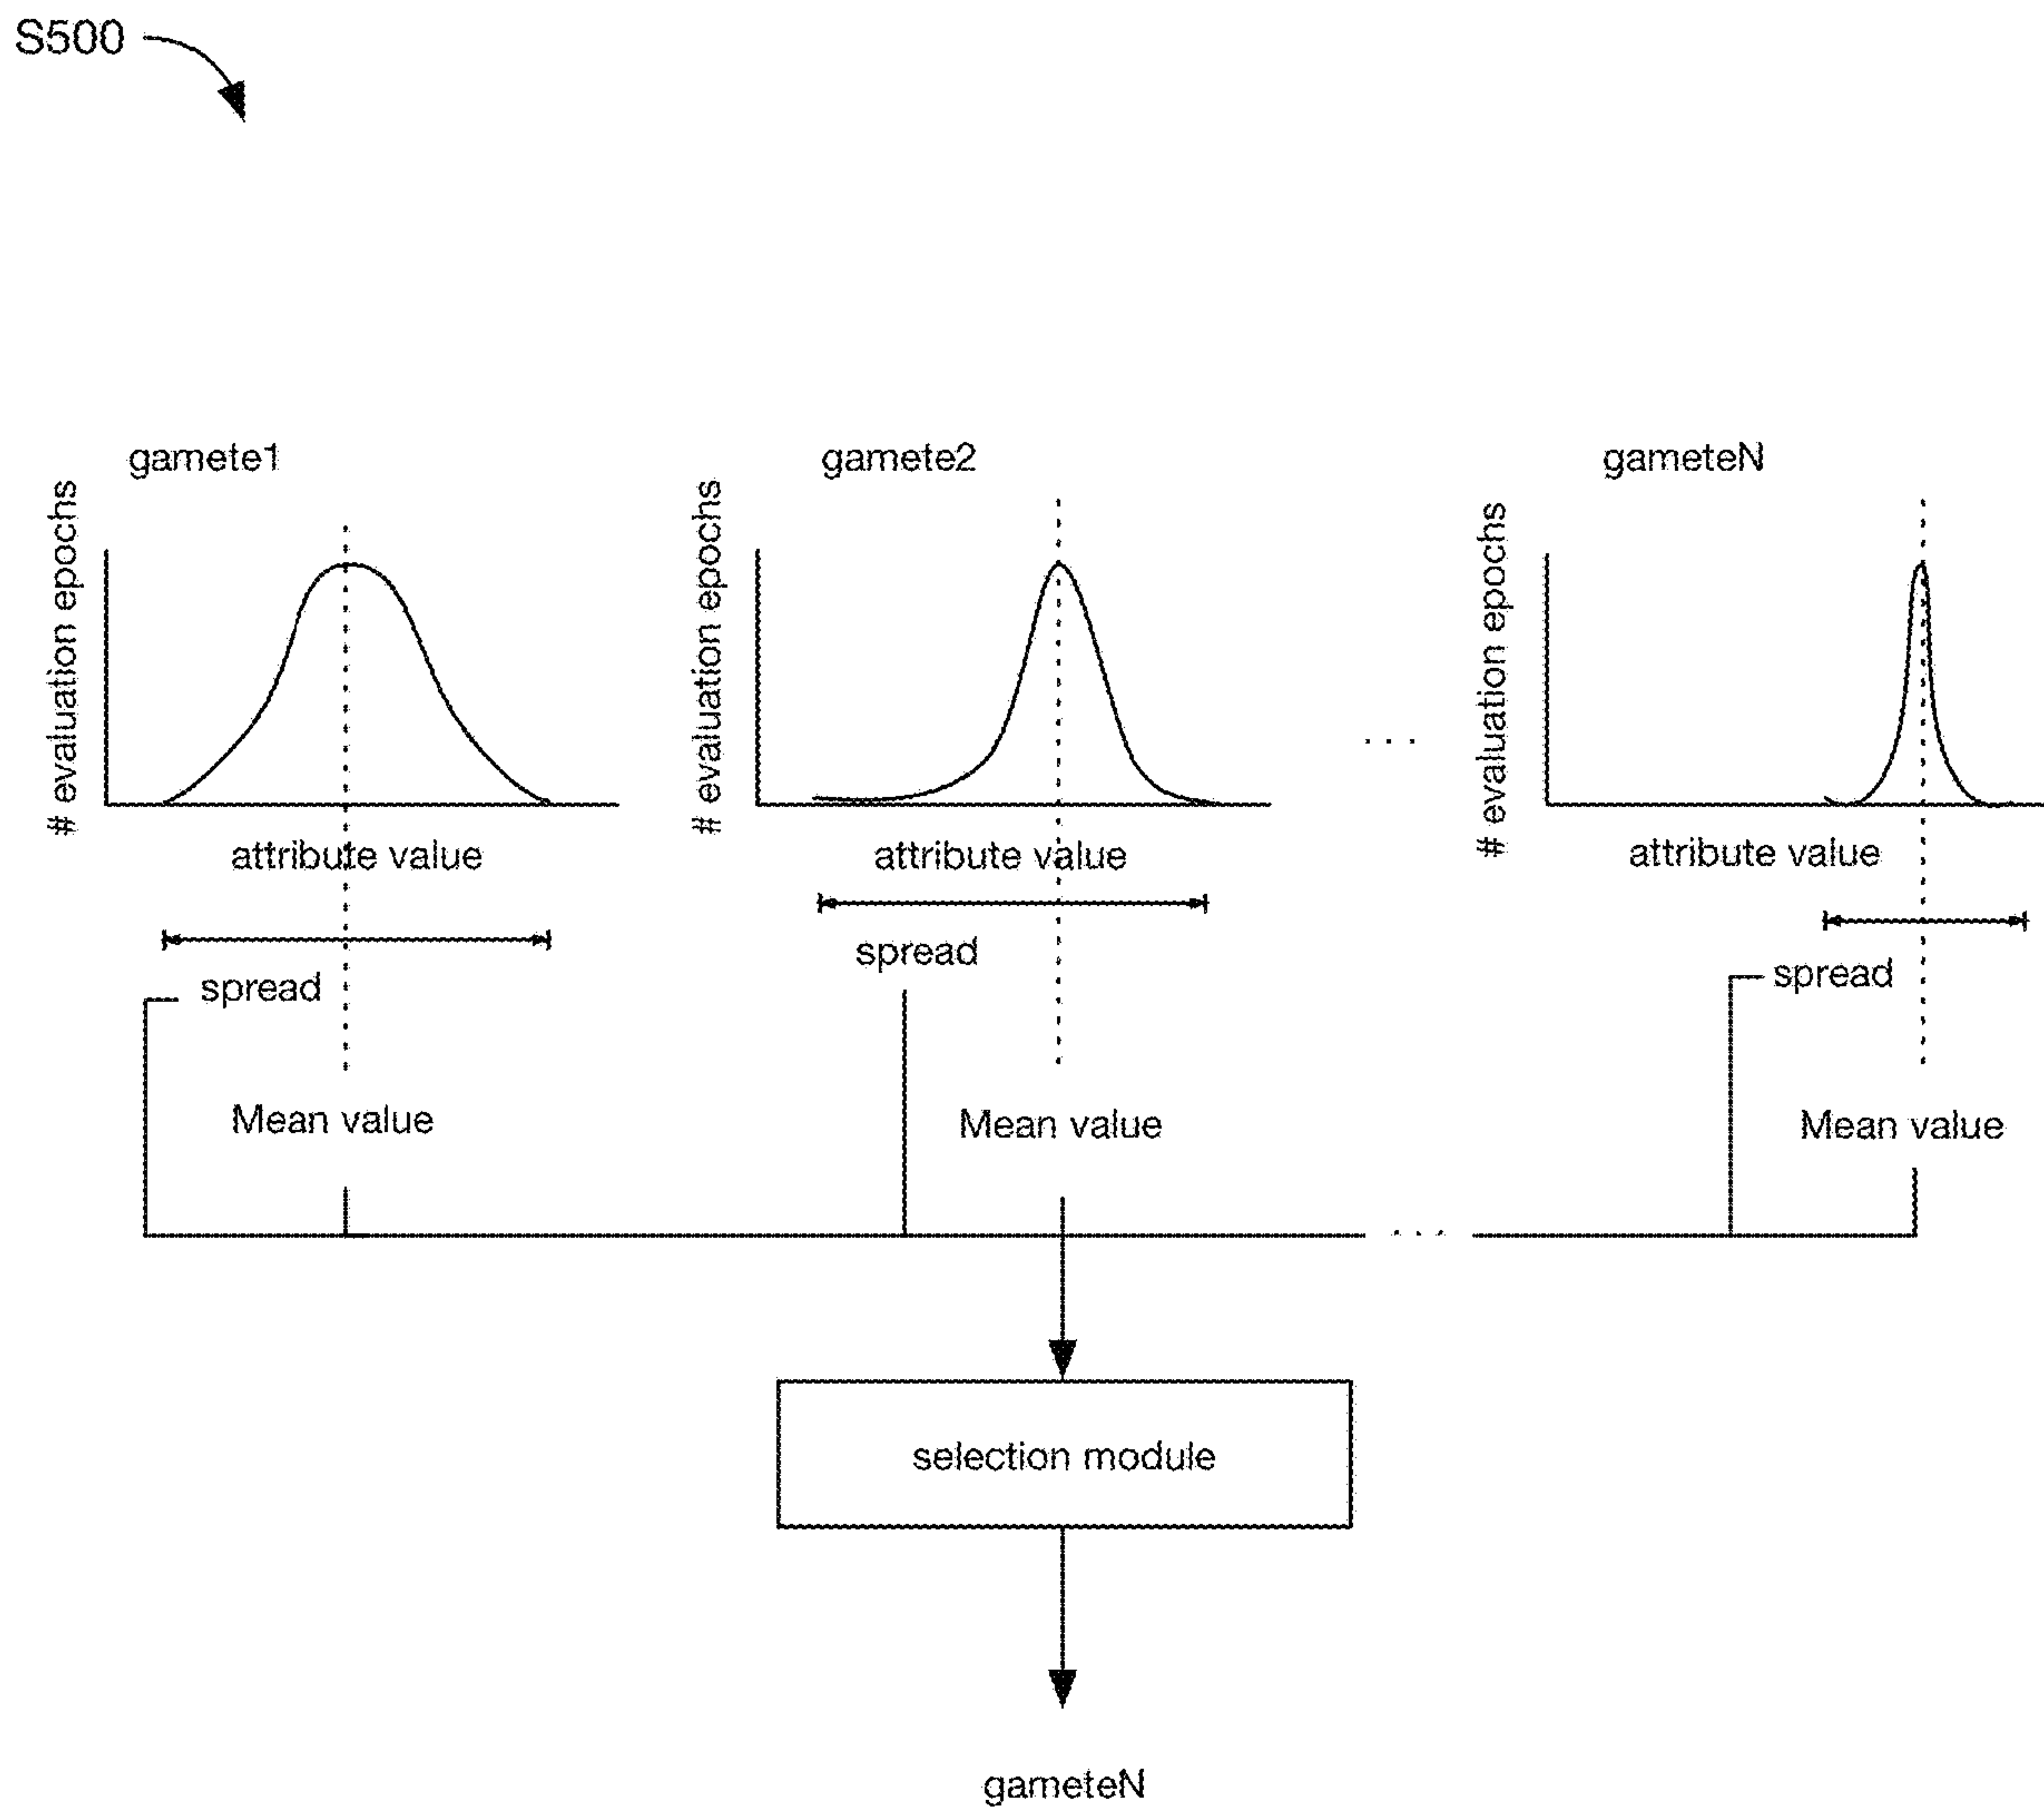 S500
gamete1
gamete2
gameteN
# evaluation epochs
# evaluation epochs
# evaluation epochs
. . .
attribute value
attribute value
attribute value
spread
spread
spread
Mean value
Mean value
Mean value
. . .
selection module
gameteN